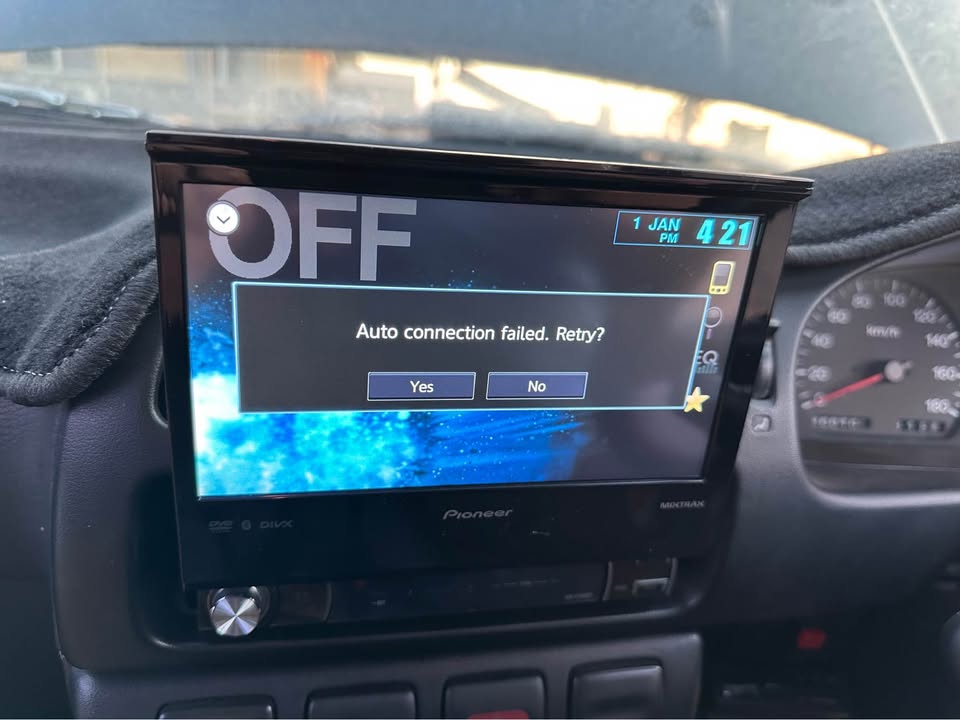 OFF
1 JAN
PM 4 21
Auto connection failed. Retry?
EQ
Yes No
Pioneer
MIXTRAX
DVD DIVX
km/h
20
40
60
80
100
120
140
160
180